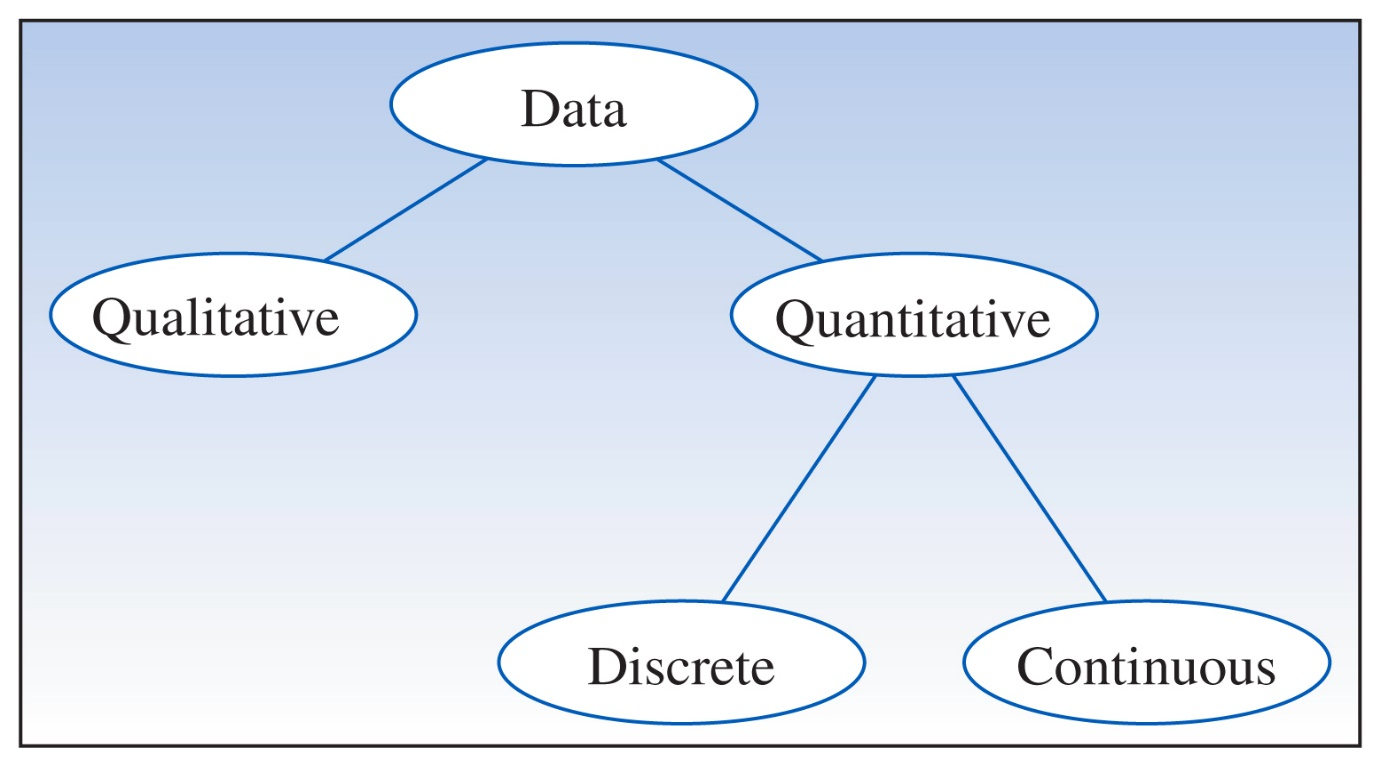 Data
Qualitative
Quantitative
Discrete
Continuous